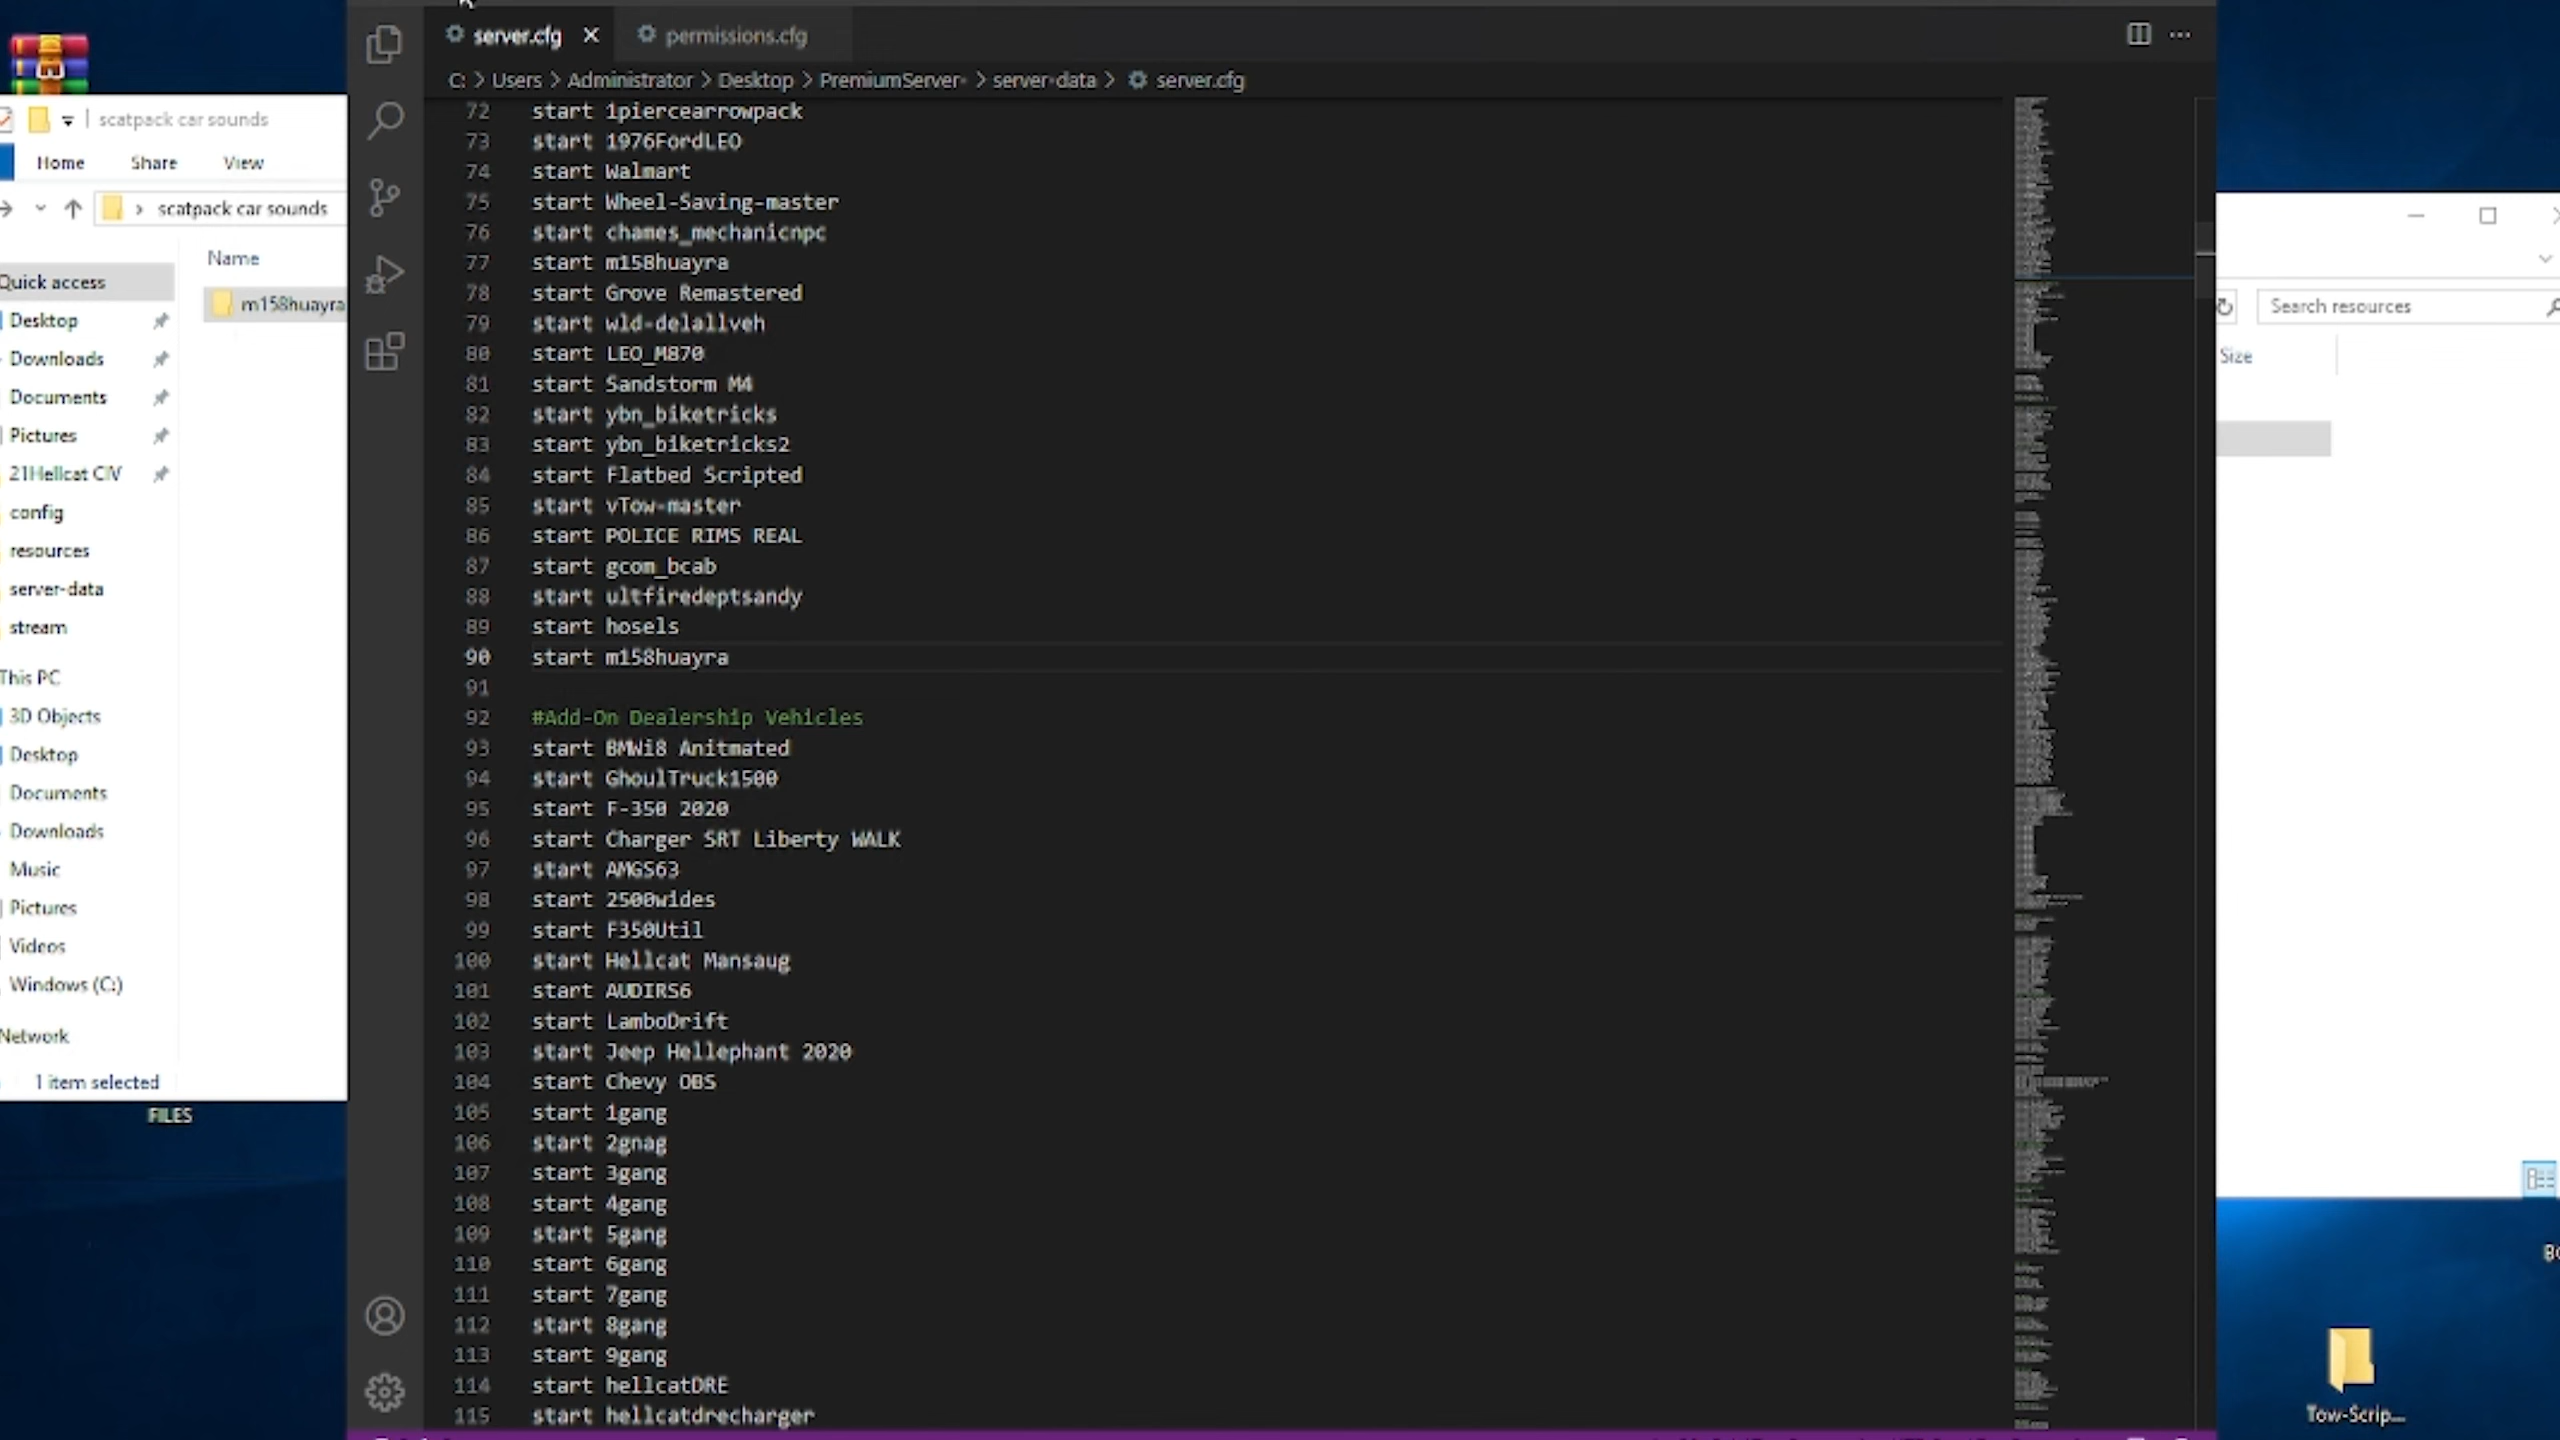 server.cfg
permissions.cfg
C: > Users > Administrator > Desktop > PremiumServer- > server-data > server.cfg
72 start 1piercearrowpack
73 start 1976FordLEO
74 start Walmart
75 start Wheel-Saving-master
76 start chames_mechanicnpc
77 start m158huayra
78 start Grove Remastered
79 start wld-delallveh
80 start LEO_M870
81 start Sandstorm M4
82 start ybn_biketricks
83 start ybn_biketricks2
84 start Flatbed Scripted
85 start vTow-master
86 start POLICE RIMS REAL
87 start gcom_bcab
88 start ultfiredeptsandy
89 start hosels
90 start m158huayra
91
92 #Add-On Dealership Vehicles
93 start BMWi8 Anitmated
94 start GhoulTruck1500
95 start F-350 2020
96 start Charger SRT Liberty WALK
97 start AMGS63
98 start 2500wides
99 start F350Util
100 start Hellcat Mansaug
101 start AUDIRS6
102 start LamboDrift
103 start Jeep Hellephant 2020
104 start Chevy OBS
105 start 1gang
106 start 2gnag
107 start 3gang
108 start 4gang
109 start 5gang
110 start 6gang
111 start 7gang
112 start 8gang
113 start 9gang
114 start hellcatDRE
115 start hellcatdrecharger
scatpack car sounds
Home Share View
scatpack car sounds
Name
m158huayra
Quick access
Desktop
Downloads
Documents
Pictures
21Hellcat CIV
config
resources
server-data
stream
This PC
3D Objects
Desktop
Documents
Downloads
Music
Pictures
Videos
Windows (C:)
Network
1 item selected
FILES
Search resources
Size
Tow-Scrip...